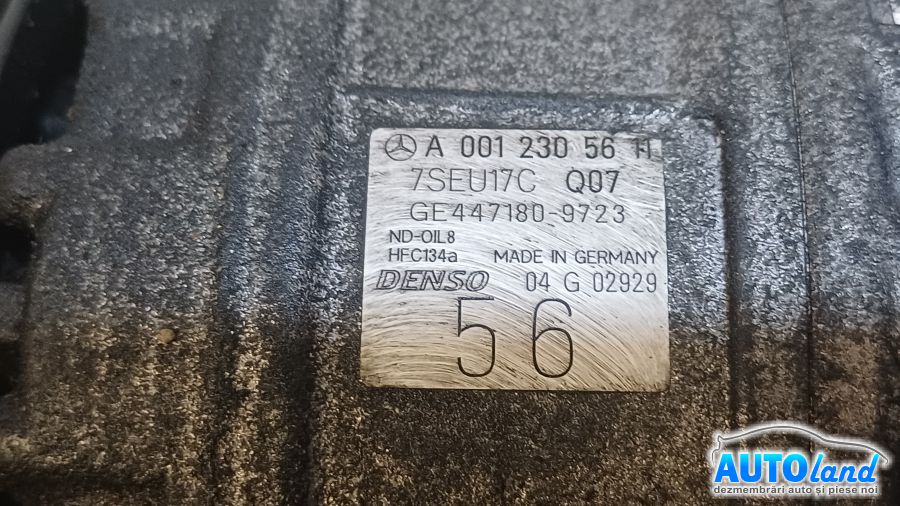 A 001 230 56 11
7SEU17C Q07
GE447180-9723
ND-OIL8
HFC134a MADE IN GERMANY
DENSO 04 G 02929
56
AUTOland
dezmembrări auto și piese noi